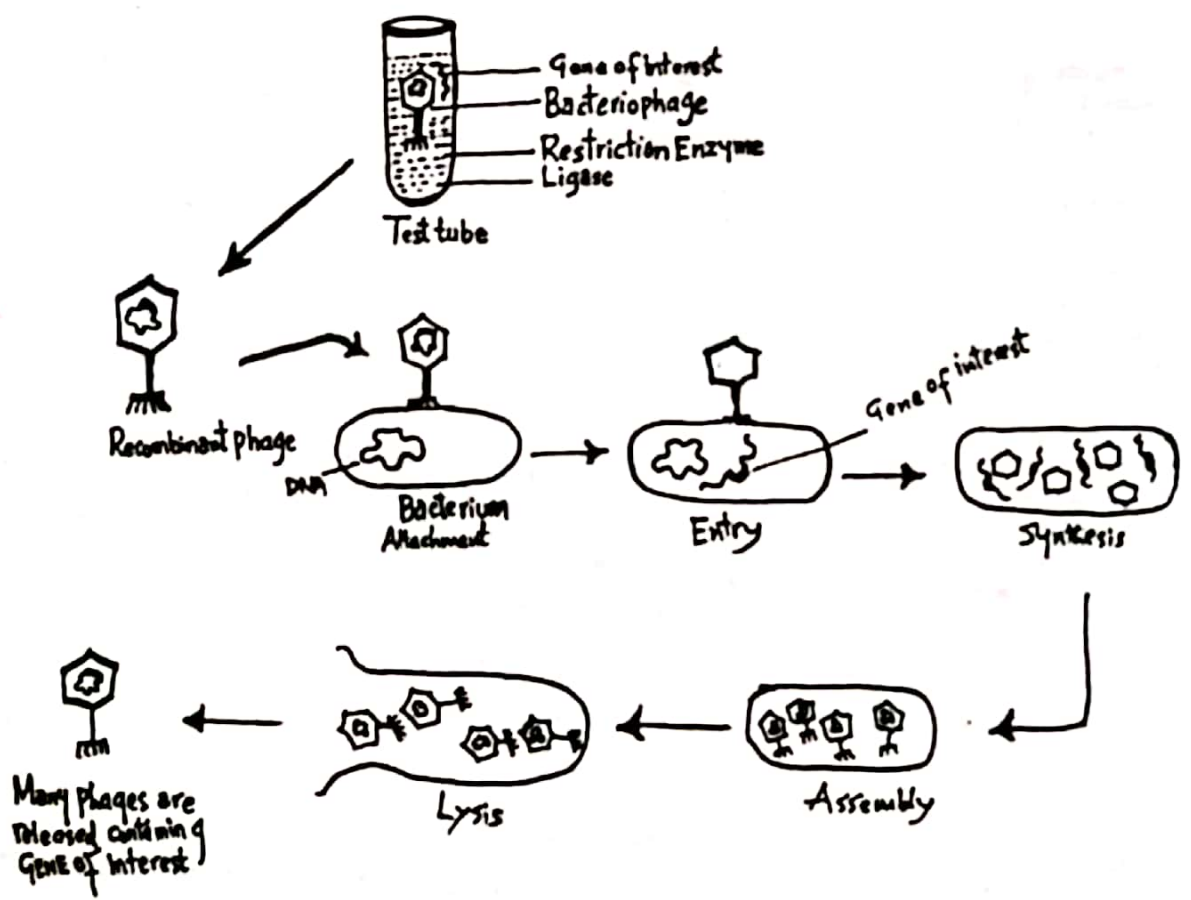 Gene of interest
Bacteriophage
Restriction Enzyme
Ligase
Test tube
Recombinant phage
DNA
Bacterium
Attachment
Gene of interest
Entry
Synthesis
Assembly
Lysis
Many phages are
released containing
GENE OF interest